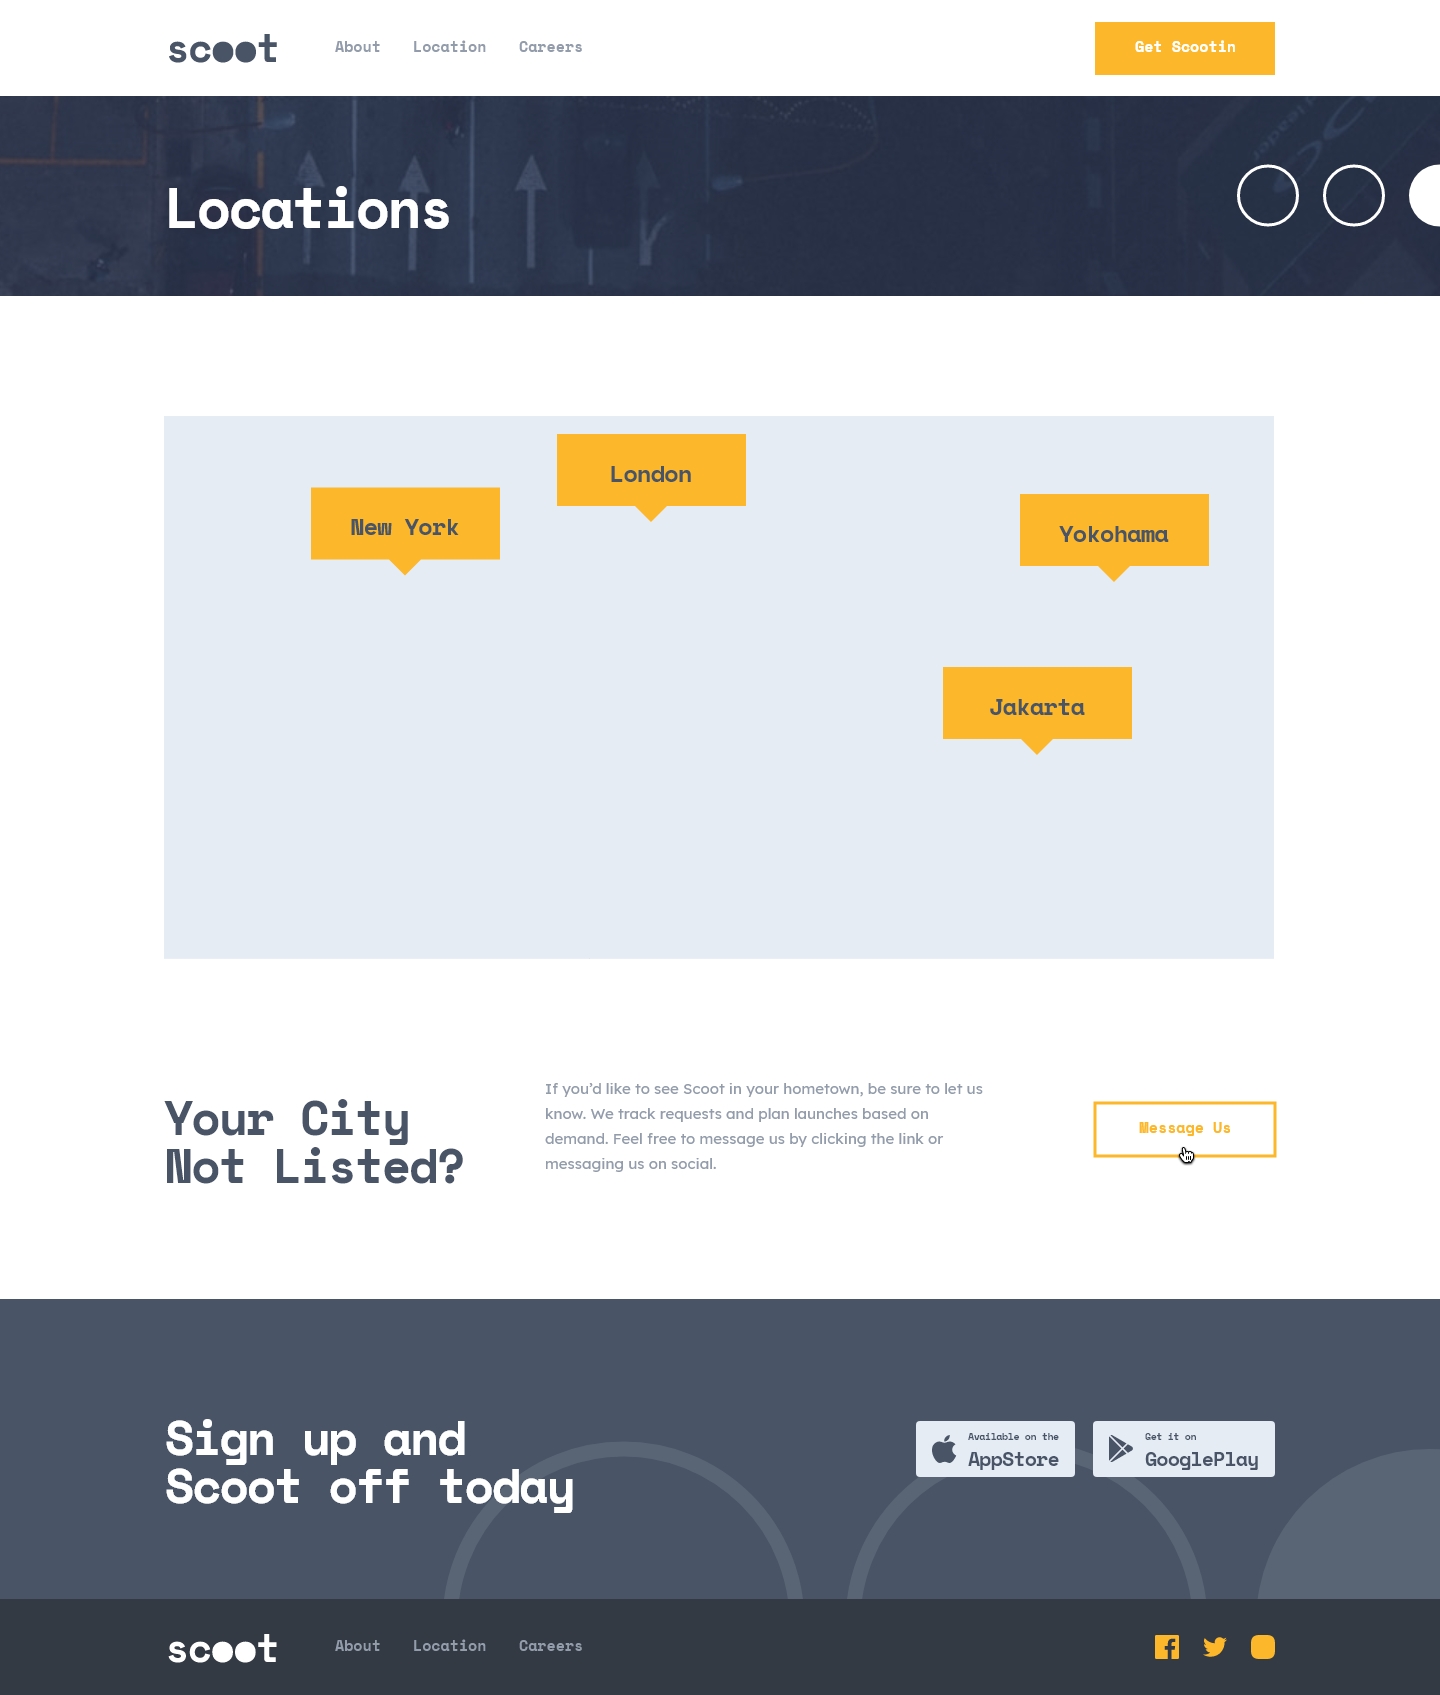 scoot
About Location Careers
Get Scootin
Locations
London
New York
Yokohama
Jakarta
Your City
Not Listed?
If you’d like to see Scoot in your hometown, be sure to let us
know. We track requests and plan launches based on
demand. Feel free to message us by clicking the link or
messaging us on social.
Message Us
Sign up and
Scoot off today
Available on the
AppStore
Get it on
GooglePlay
scoot
About Location Careers